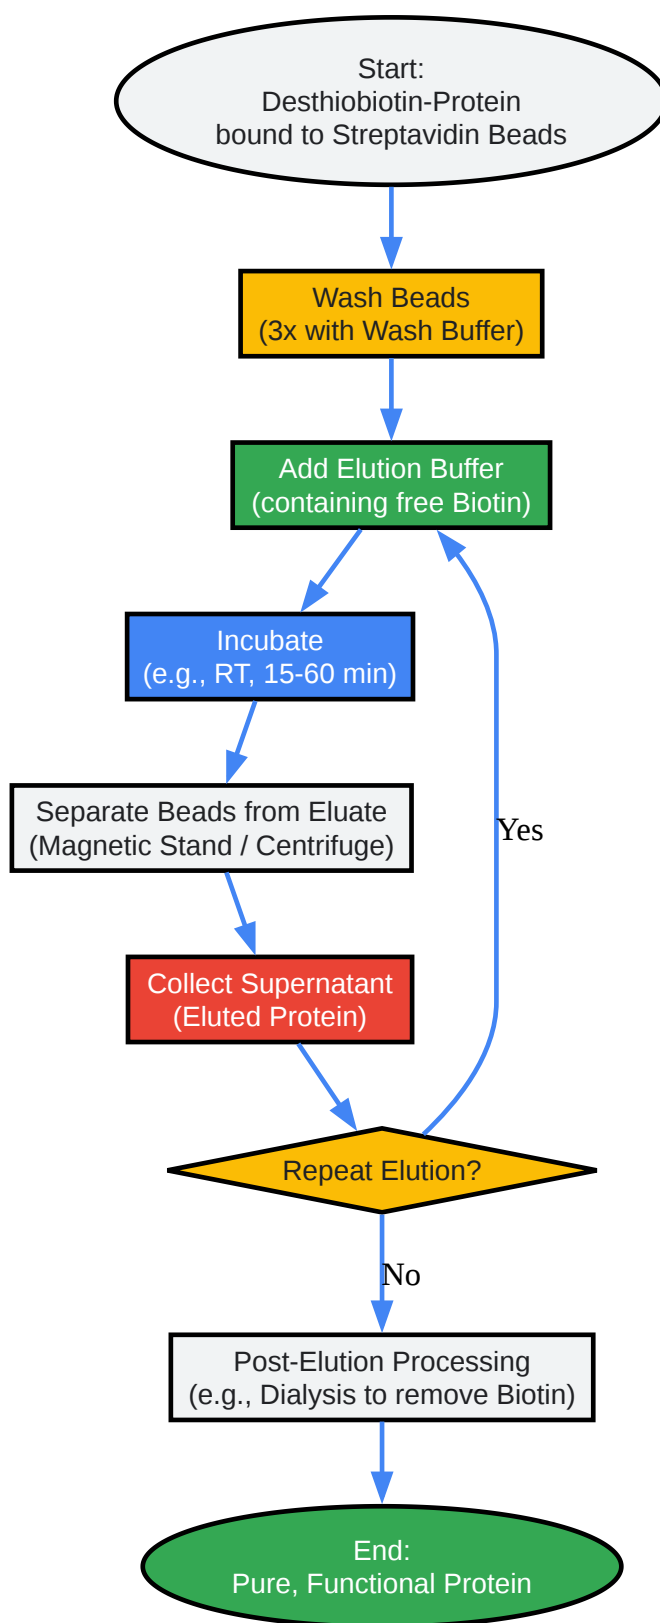 Start:
Desthiobiotin-Protein
bound to Streptavidin Beads
Wash Beads
(3x with Wash Buffer)
Add Elution Buffer
(containing free Biotin)
Incubate
(e.g., RT, 15-60 min)
Separate Beads from Eluate
(Magnetic Stand / Centrifuge)
Yes
Collect Supernatant
(Eluted Protein)
Repeat Elution?
No
Post-Elution Processing
(e.g., Dialysis to remove Biotin)
End:
Pure, Functional Protein